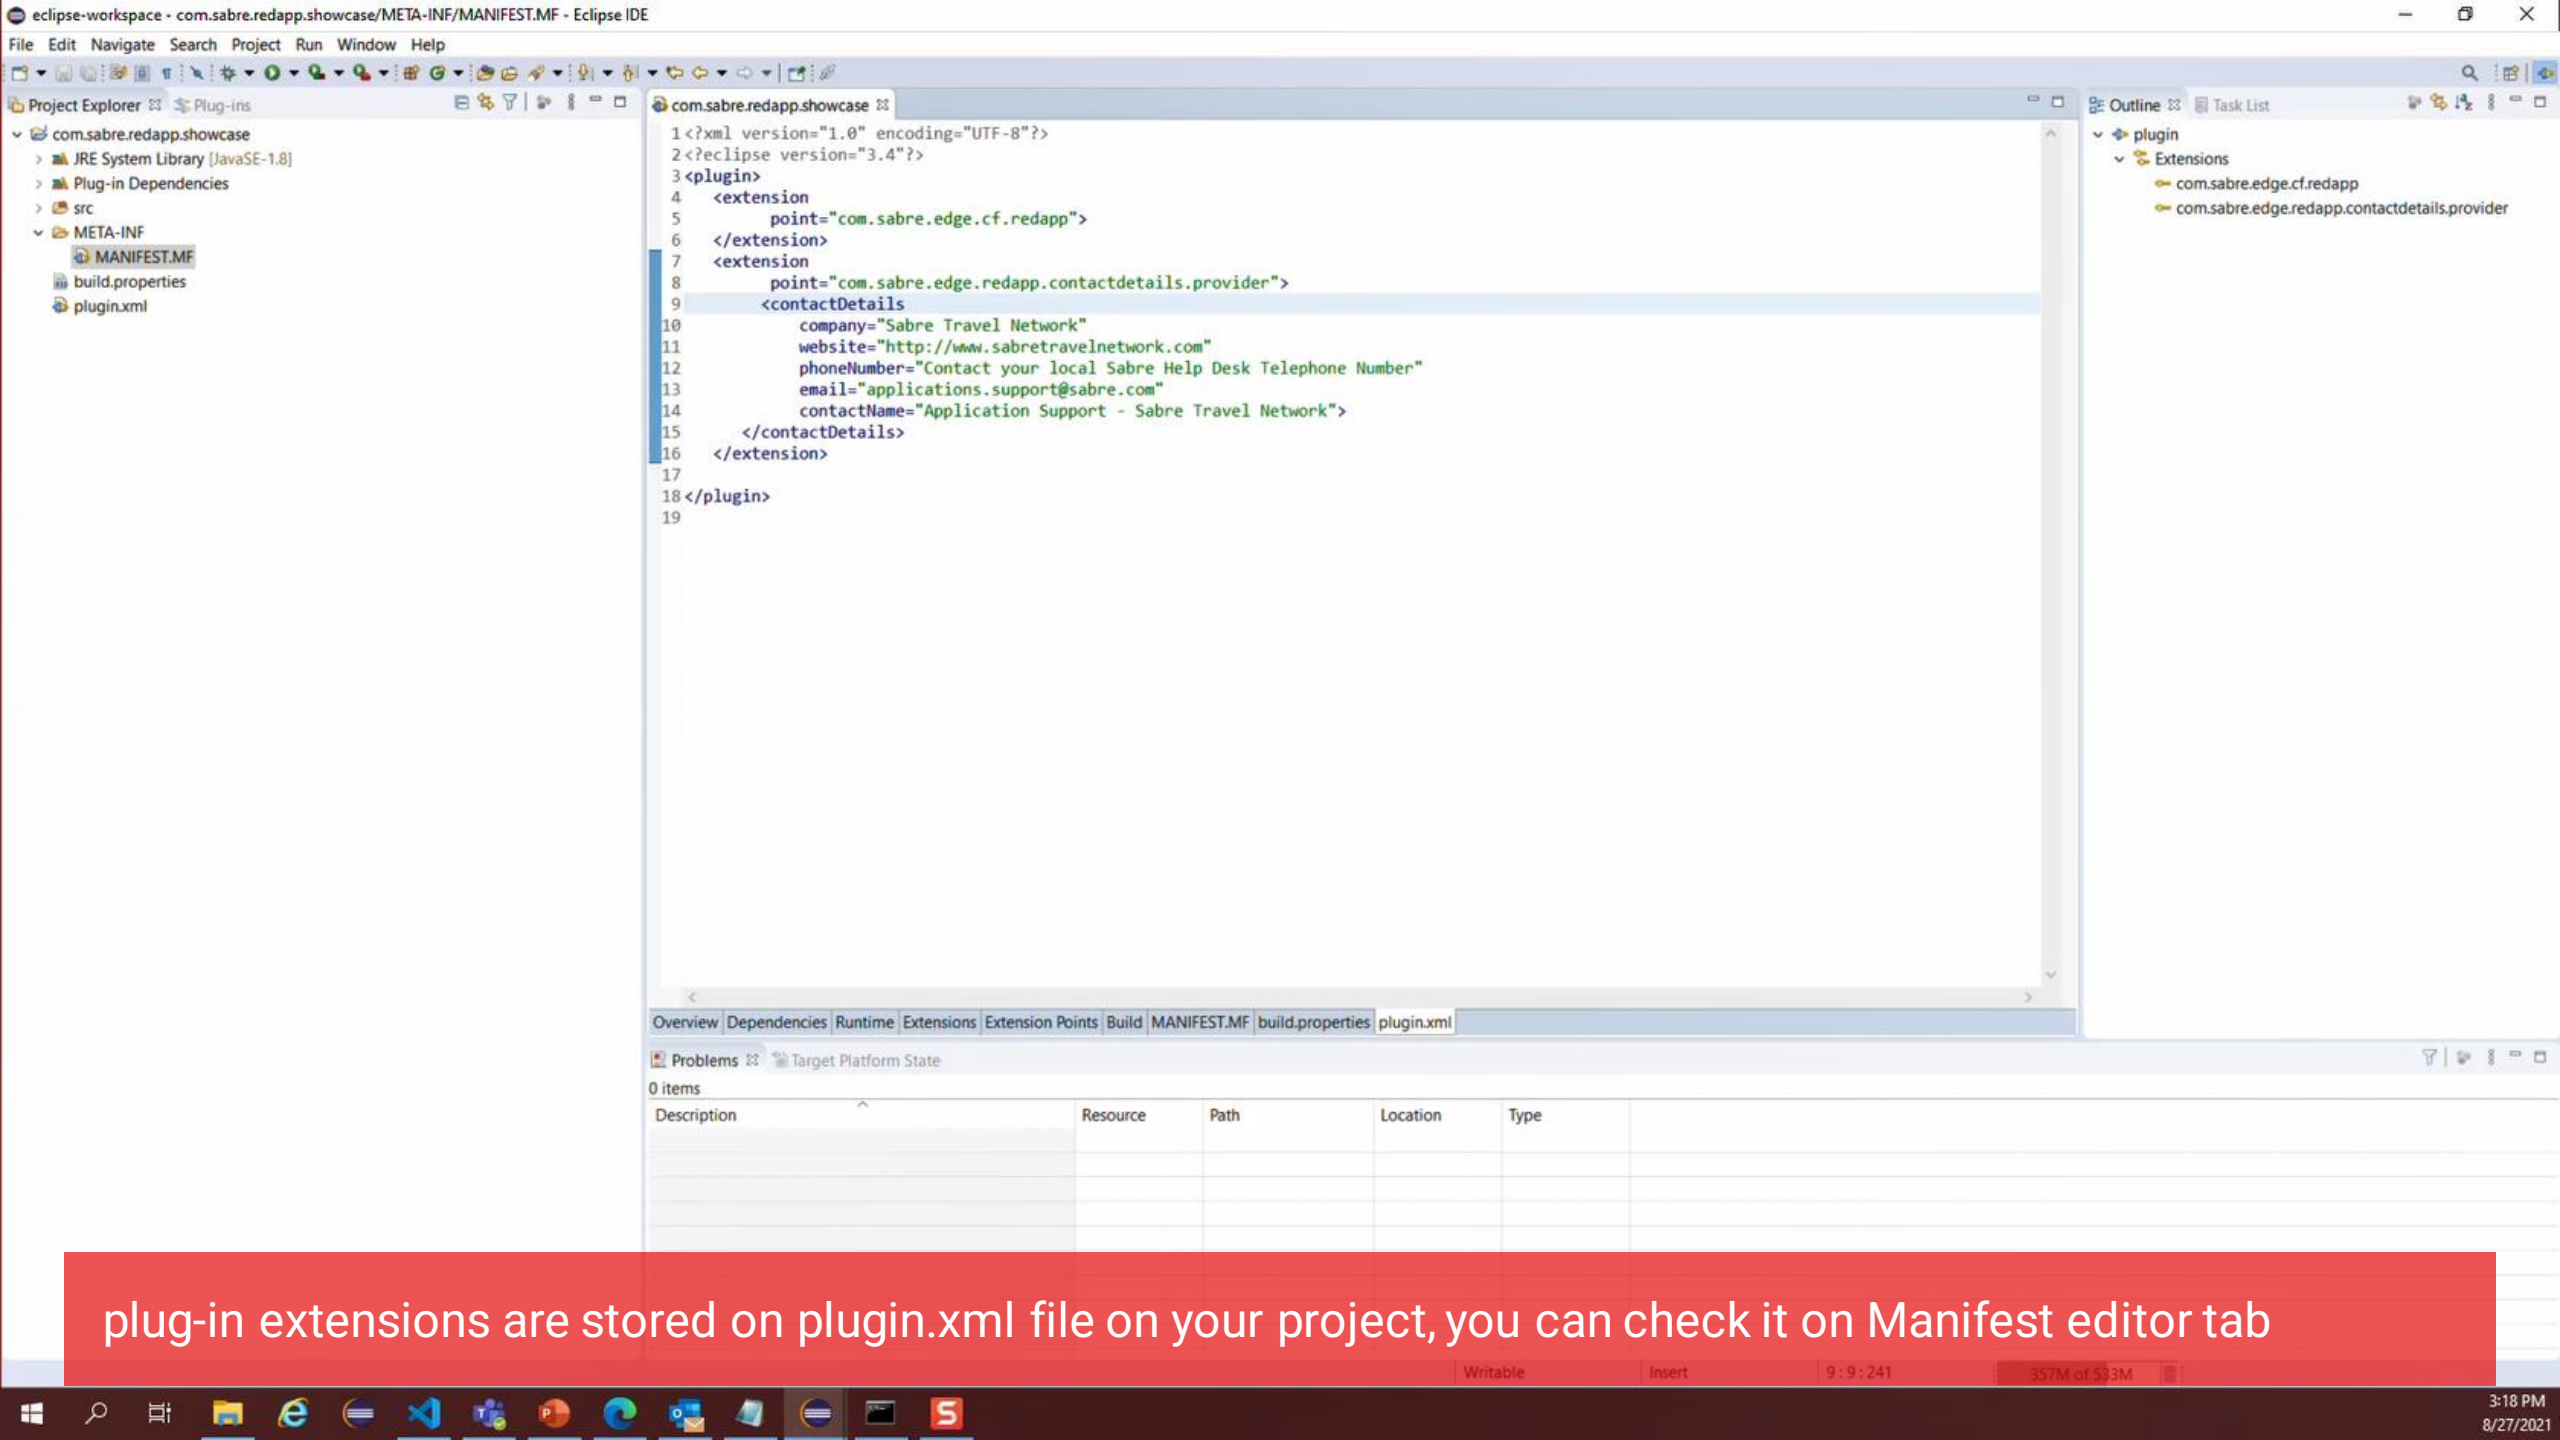 eclipse-workspace - com.sabre.redapp.showcase/META-INF/MANIFEST.MF - Eclipse IDE
File Edit Navigate Search Project Run Window Help
Project Explorer Plug-ins
com.sabre.redapp.showcase
JRE System Library [JavaSE-1.8]
Plug-in Dependencies
src
META-INF
MANIFEST.MF
build.properties
plugin.xml
com.sabre.redapp.showcase
1 <?xml version="1.0" encoding="UTF-8"?>
2 <?eclipse version="3.4"?>
3 <plugin>
4 <extension
5 point="com.sabre.edge.cf.redapp">
6 </extension>
7 <extension
8 point="com.sabre.edge.redapp.contactdetails.provider">
9 <contactDetails
10 company="Sabre Travel Network"
11 website="http://www.sabretravelnetwork.com"
12 phoneNumber="Contact your local Sabre Help Desk Telephone Number"
13 email="applications.support@sabre.com"
14 contactName="Application Support - Sabre Travel Network">
15 </contactDetails>
16 </extension>
17
18 </plugin>
19
Overview Dependencies Runtime Extensions Extension Points Build MANIFEST.MF build.properties plugin.xml
Outline Task List
plugin
Extensions
com.sabre.edge.cf.redapp
com.sabre.edge.redapp.contactdetails.provider
Problems Target Platform State
0 items
Description Resource Path Location Type
plug-in extensions are stored on plugin.xml file on your project, you can check it on Manifest editor tab
Writable Insert 9 : 9 : 241 357M of 533M
3:18 PM
8/27/2021